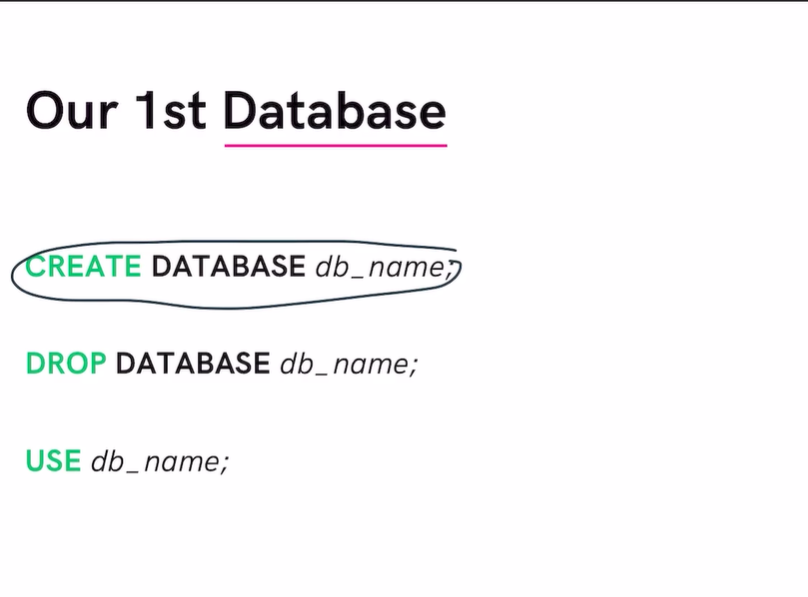 Our 1st Database
CREATE DATABASE db_name;
DROP DATABASE db_name;
USE db_name;